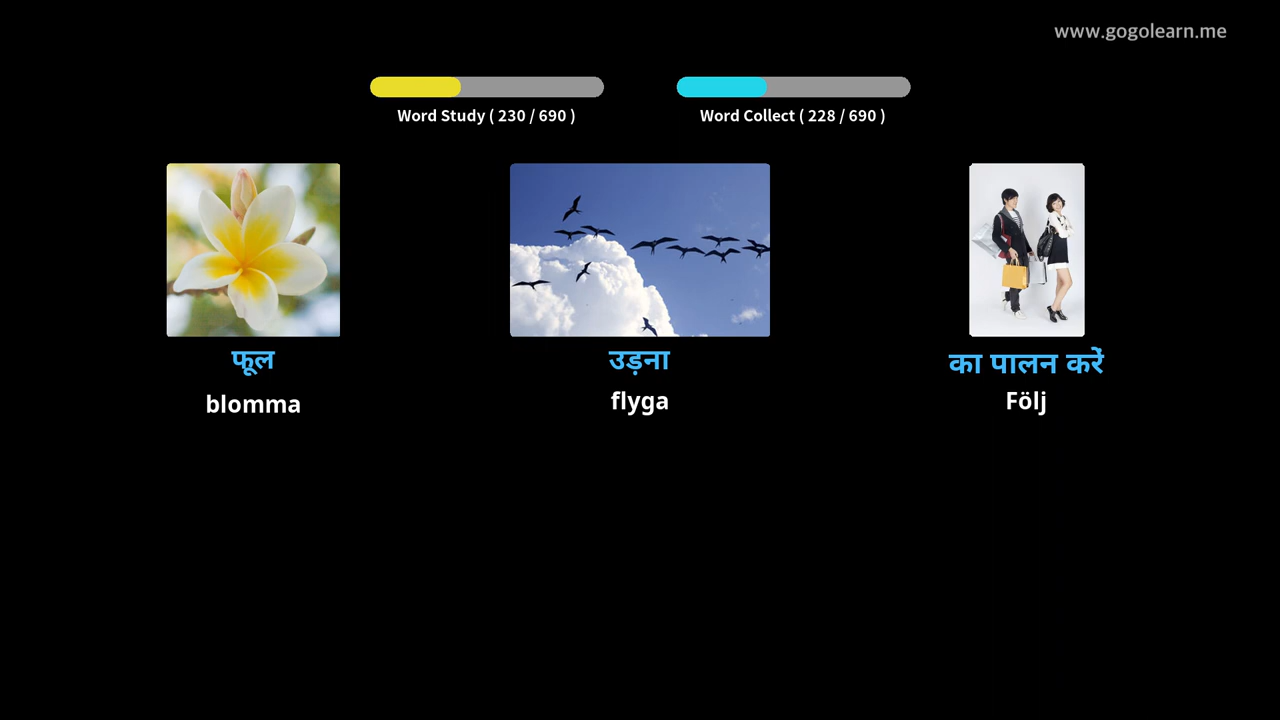 www.gogolearn.me
Word Study ( 230 / 690 )
Word Collect ( 228 / 690 )
फूल
उड़ना
का पालन करें
blomma
flyga
Följ